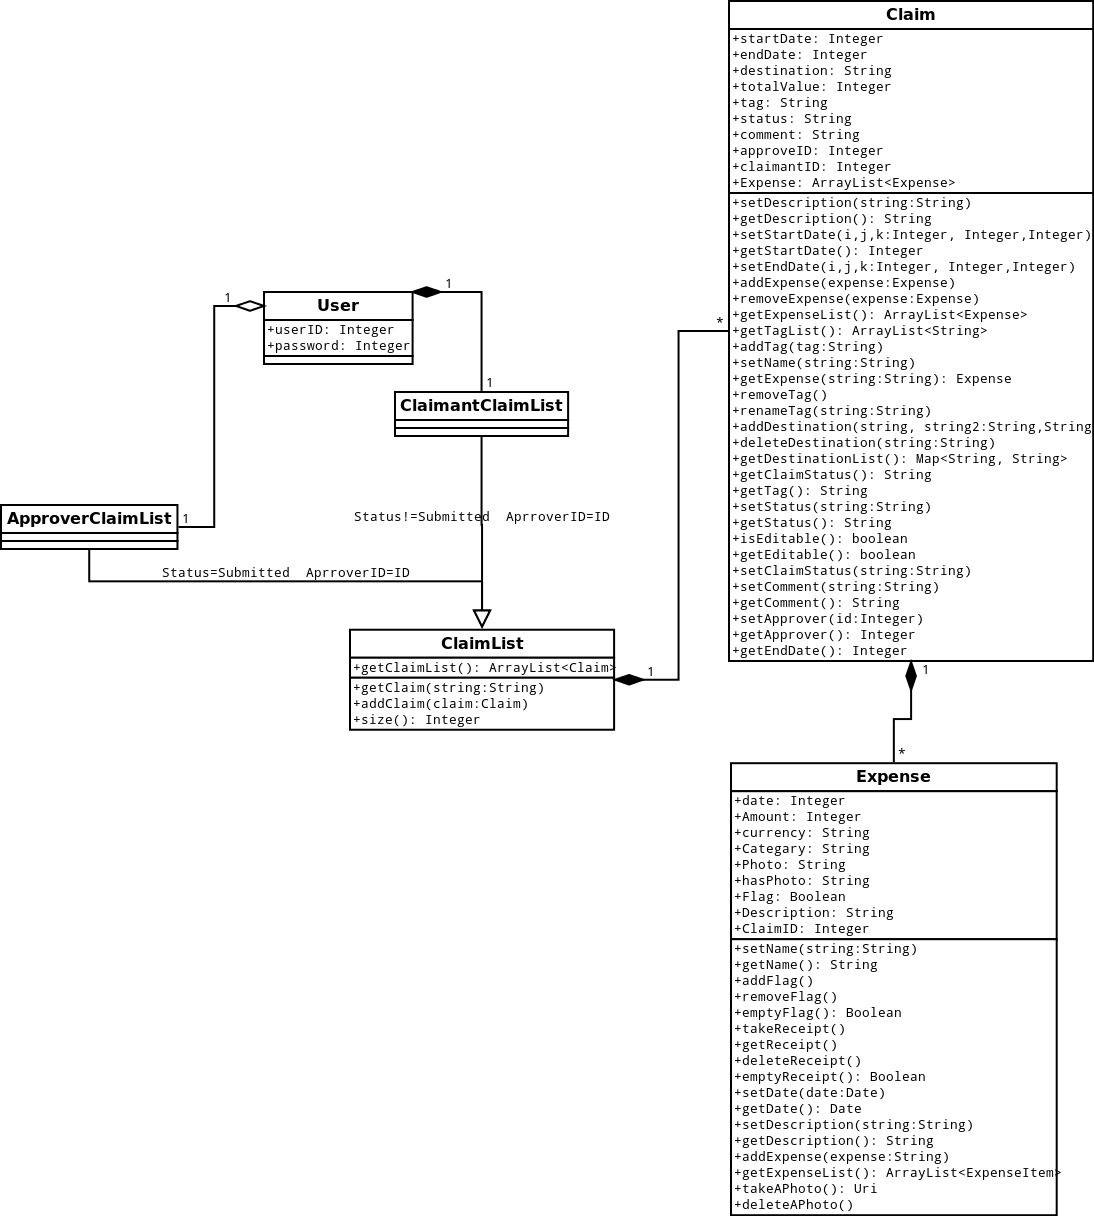 Claim
+startDate: Integer
+endDate: Integer
+destination: String
+totalValue: Integer
+tag: String
+status: String
+comment: String
+approveID: Integer
+claimantID: Integer
+Expense: ArrayList<Expense>
+setDescription(string:String)
+getDescription(): String
+setStartDate(i,j,k:Integer, Integer,Integer)
+getStartDate(): Integer
+setEndDate(i,j,k:Integer, Integer,Integer)
+addExpense(expense:Expense)
+removeExpense(expense:Expense)
+getExpenseList(): ArrayList<Expense>
+getTagList(): ArrayList<String>
+addTag(tag:String)
+setName(string:String)
+getExpense(string:String): Expense
+removeTag()
+renameTag(string:String)
+addDestination(string, string2:String,String
+deleteDestination(string:String)
+getDestinationList(): Map<String, String>
+getClaimStatus(): String
+getTag(): String
+setStatus(string:String)
+getStatus(): String
+isEditable(): boolean
+getEditable(): boolean
+setClaimStatus(string:String)
+setComment(string:String)
+getComment(): String
+setApprover(id:Integer)
+getApprover(): Integer
+getEndDate(): Integer
1
1
User
+userID: Integer
+password: Integer
*
1
ClaimantClaimList
ApproverClaimList
1
Status!=Submitted  AprroverID=ID
Status=Submitted  AprroverID=ID
ClaimList
+getClaimList(): ArrayList<Claim>
+getClaim(string:String)
+addClaim(claim:Claim)
+size(): Integer
1
1
*
Expense
+date: Integer
+Amount: Integer
+currency: String
+Categary: String
+Photo: String
+hasPhoto: String
+Flag: Boolean
+Description: String
+ClaimID: Integer
+setName(string:String)
+getName(): String
+addFlag()
+removeFlag()
+emptyFlag(): Boolean
+takeReceipt()
+getReceipt()
+deleteReceipt()
+emptyReceipt(): Boolean
+setDate(date:Date)
+getDate(): Date
+setDescription(string:String)
+getDescription(): String
+addExpense(expense:String)
+getExpenseList(): ArrayList<ExpenseItem>
+takeAPhoto(): Uri
+deleteAPhoto()